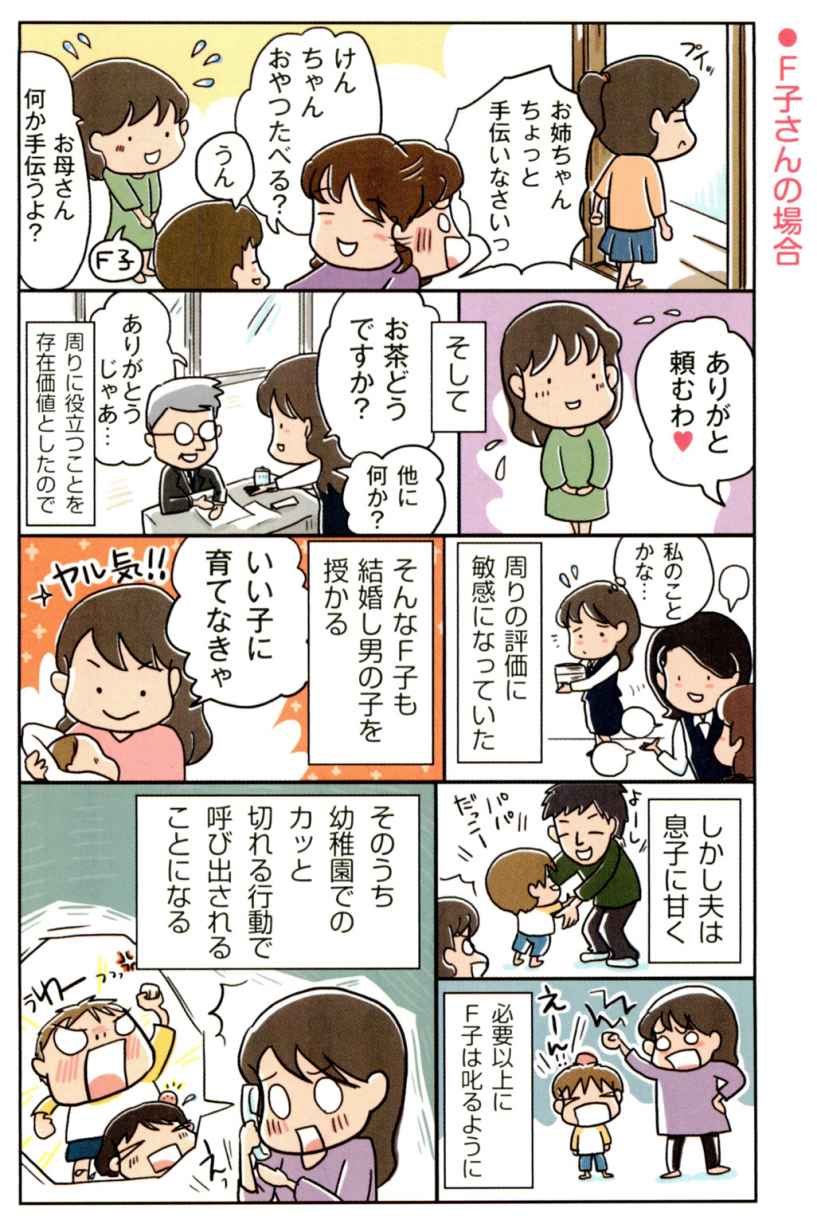 ●F子さんの場合
プイッ
お姉ちゃん
ちょっと
手伝いなさいっ
けん
ちゃん
おやつたべる?
うん
お母さん
何か手伝うよ?
F子
ありがと
頼むわ♥
そして
お茶どう
ですか?
他に
何か?
ありがとう
じゃあ…
周りに役立つことを
存在価値としたので
私のこと
かな…
周りの評価に
敏感になっていた
そんなF子も
結婚し男の子を
授かる
いい子に
育てなきゃ
ヤル気!!
しかし夫は
息子に甘く
よーし
パパ
だっこー
必要以上に
F子は叱るように
えーん!!
そのうち
幼稚園での
カッと
切れる行動で
呼び出される
ことになる
うわー
えっ